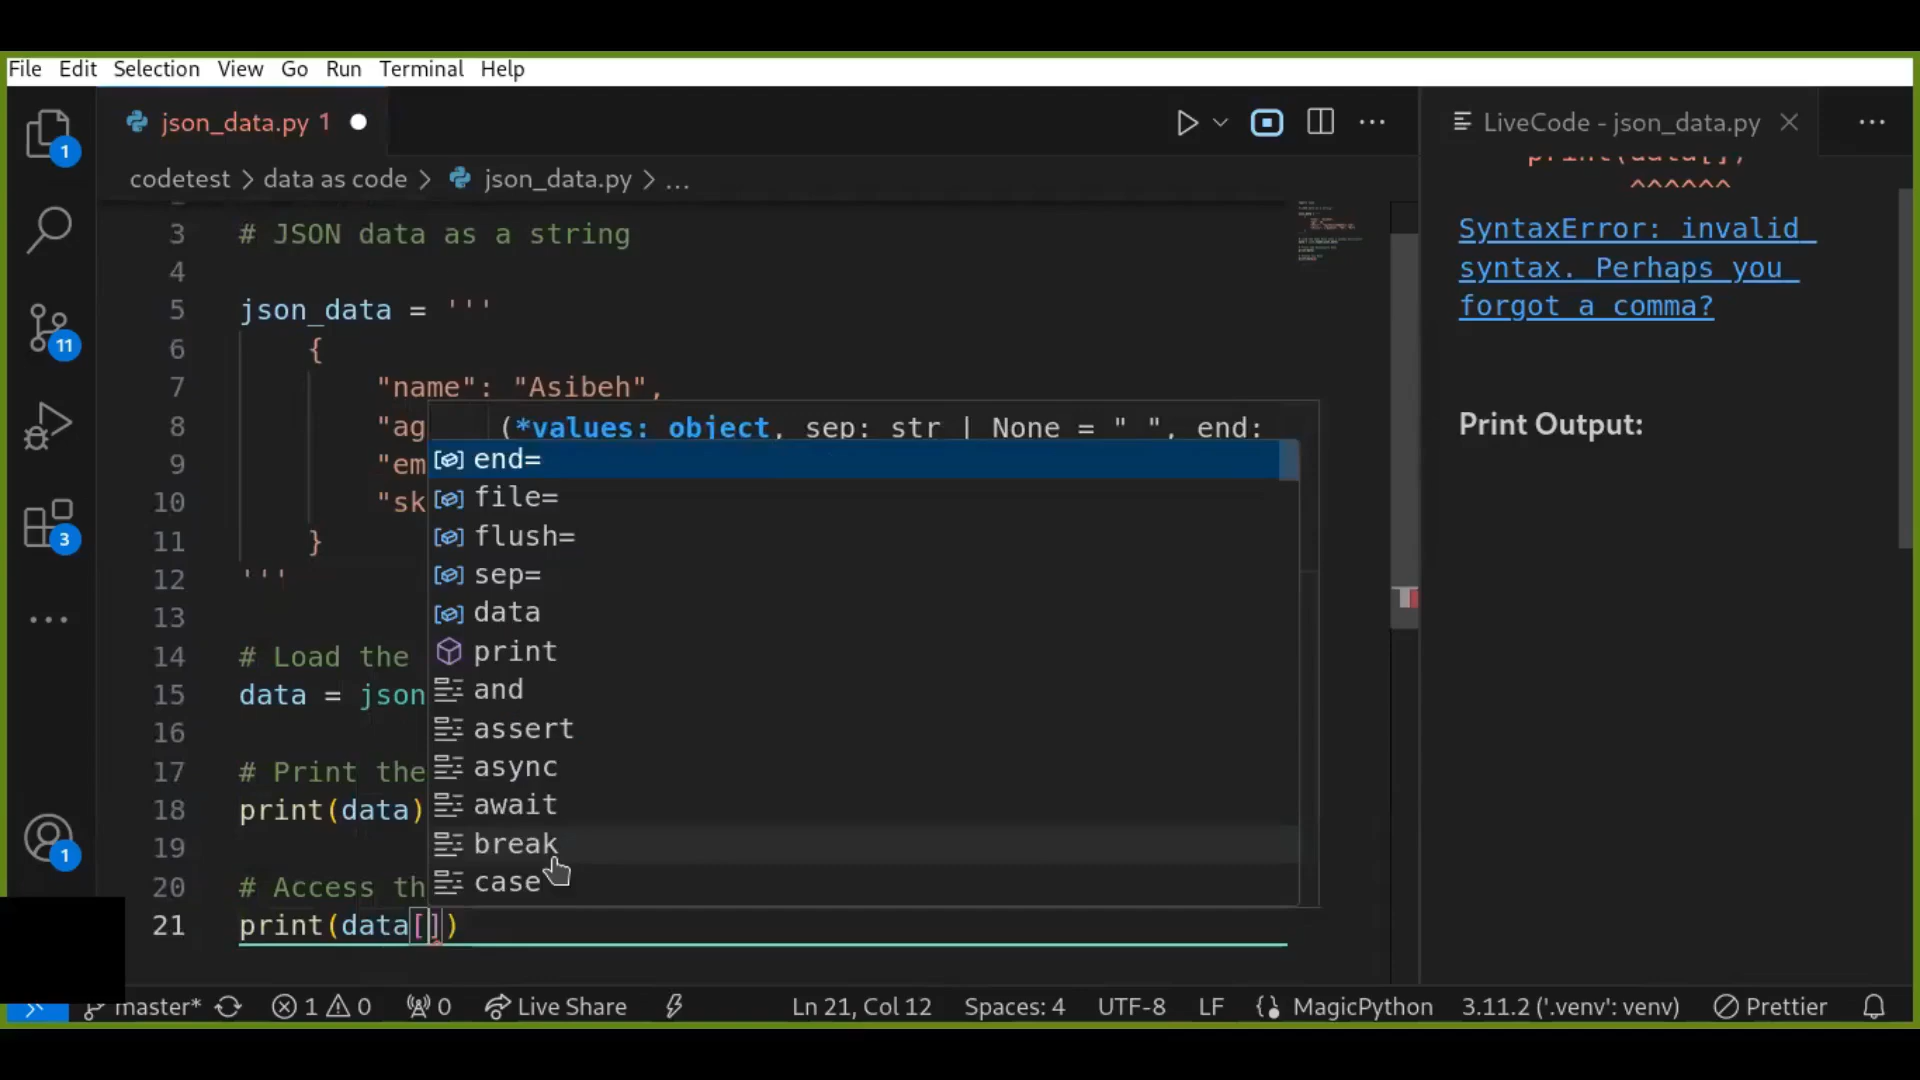 File Edit Selection View Go Run Terminal Help
json_data.py 1
LiveCode - json_data.py
codetest > data as code > json_data.py > ...
print(data[])
^^^^^^
SyntaxError: invalid
syntax. Perhaps you
forgot a comma?
Print Output:
3 # JSON data as a string
4
5 json_data = '''
6 {
7 "name": "Asibeh",
8 "ag
9 "em
10 "sk
11 }
12 '''
13
14 # Load the
15 data = json
16
17 # Print the
18 print(data)
19
20 # Access th
21 print(data[])
(*values: object, sep: str | None = " ", end:
end=
file=
flush=
sep=
data
print
and
assert
async
await
break
case
1
11
3
1
master* 1 0 0 Live Share Ln 21, Col 12 Spaces: 4 UTF-8 LF MagicPython 3.11.2 ('.venv': venv) Prettier